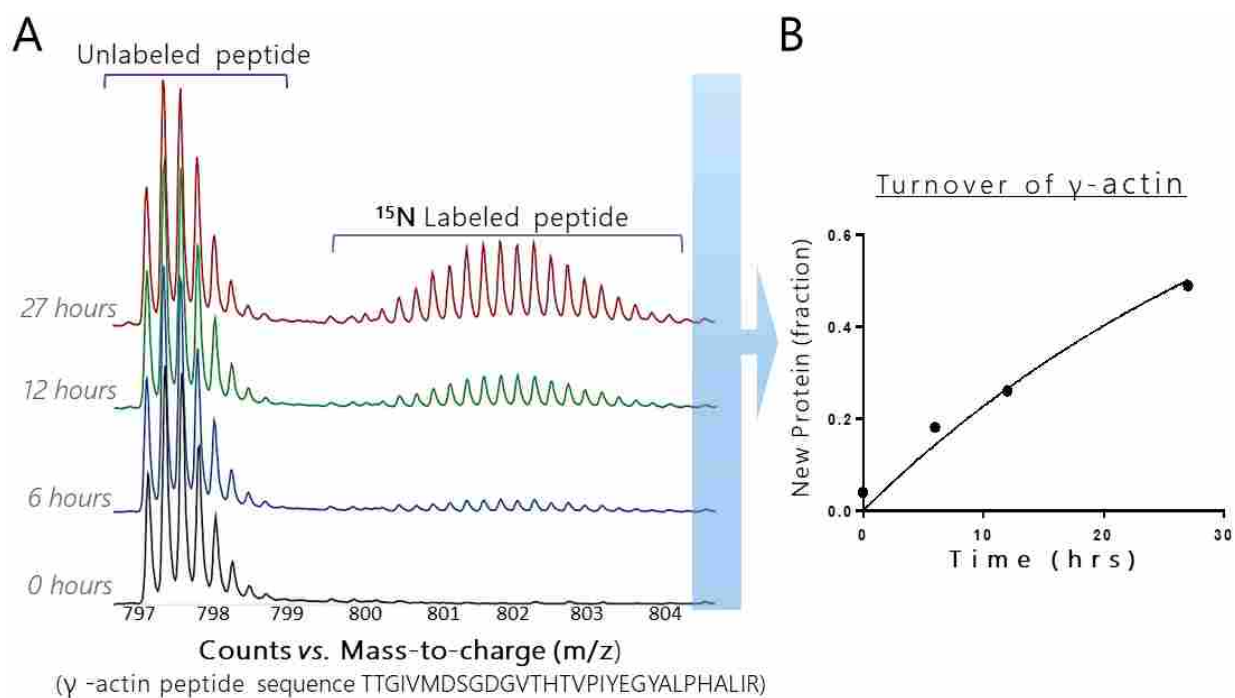 A
Unlabeled peptide
¹⁵N Labeled peptide
27 hours
12 hours
6 hours
0 hours
797 798 799 800 801 802 803 804
Counts vs. Mass-to-charge (m/z)
(γ -actin peptide sequence TTGIVMDSGDGVTHTVPIYEGYALPHALIR)
B
Turnover of γ-actin
New Protein (fraction)
0.6
0.4
0.2
0.0
0 10 20 30
Time (hrs)